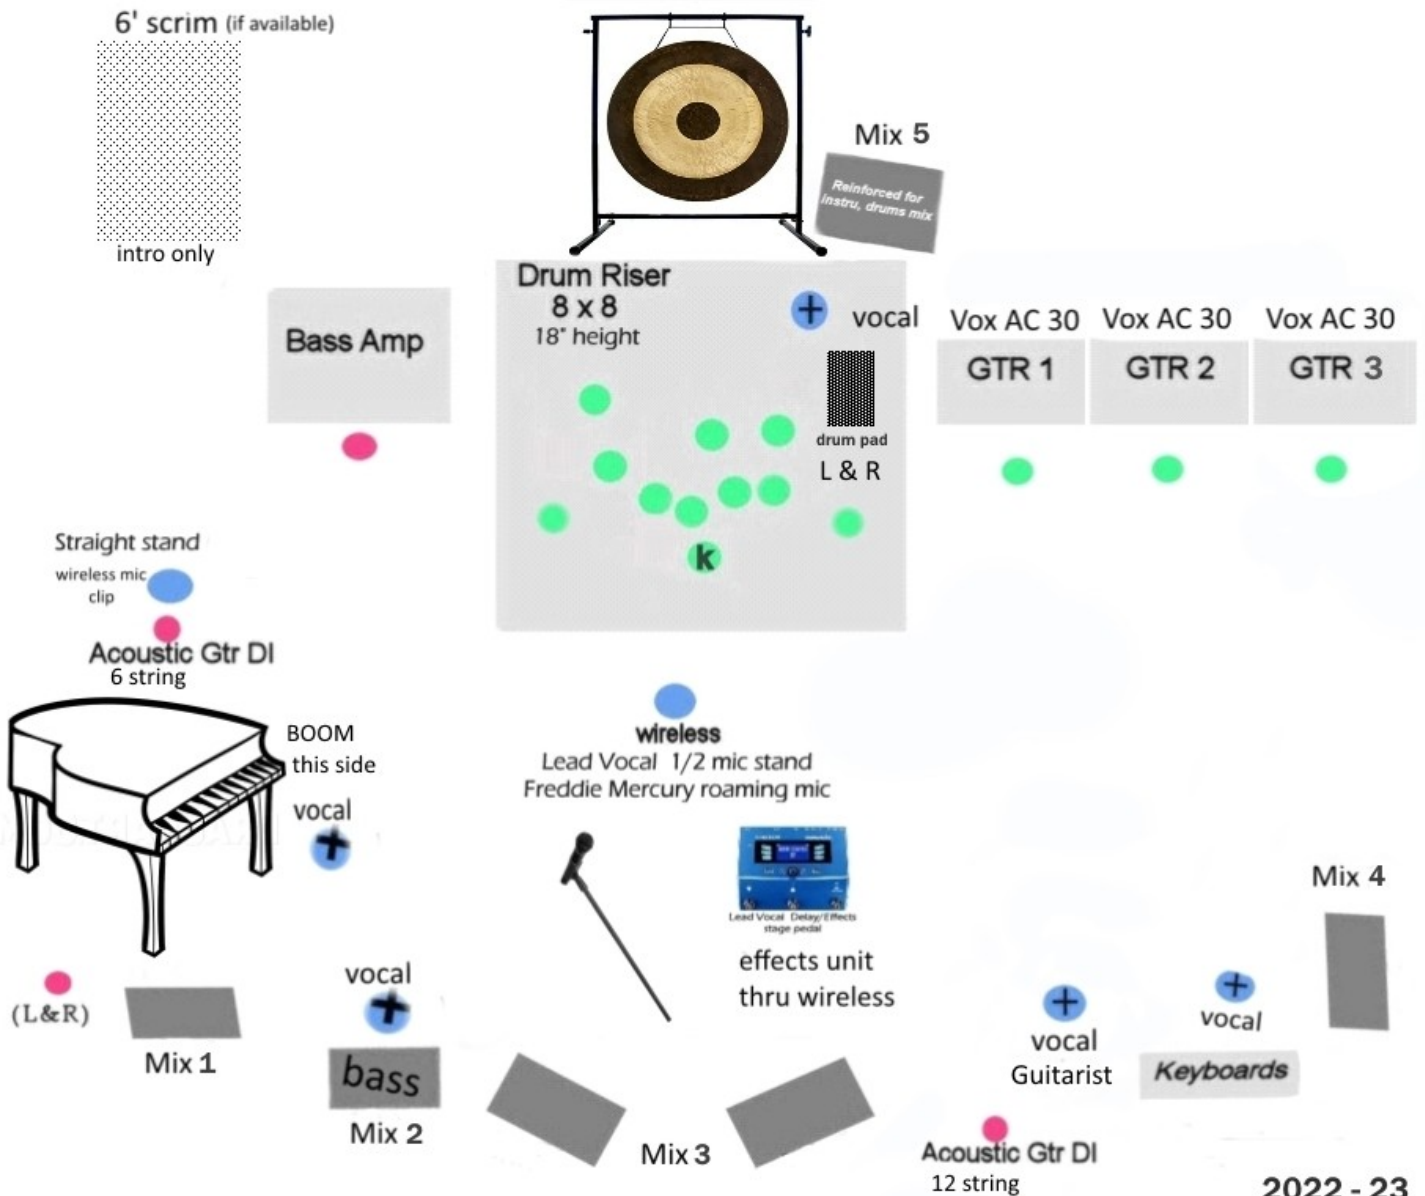 6' scrim (if available)
intro only
Mix 5
Reinforced for
instru, drums mix
Drum Riser
8 x 8
18" height
vocal
drum pad
L & R
k
Bass Amp
Vox AC 30
GTR 1
Vox AC 30
GTR 2
Vox AC 30
GTR 3
Straight stand
wireless mic
clip
Acoustic Gtr DI
6 string
BOOM
this side
vocal
wireless
Lead Vocal 1/2 mic stand
Freddie Mercury roaming mic
Lead Vocal Delay/Effects
stage pedal
effects unit
thru wireless
Mix 4
(L&R)
Mix 1
vocal
bass
Mix 2
Mix 3
vocal
Guitarist
vocal
Keyboards
Acoustic Gtr DI
12 string
2022 - 23